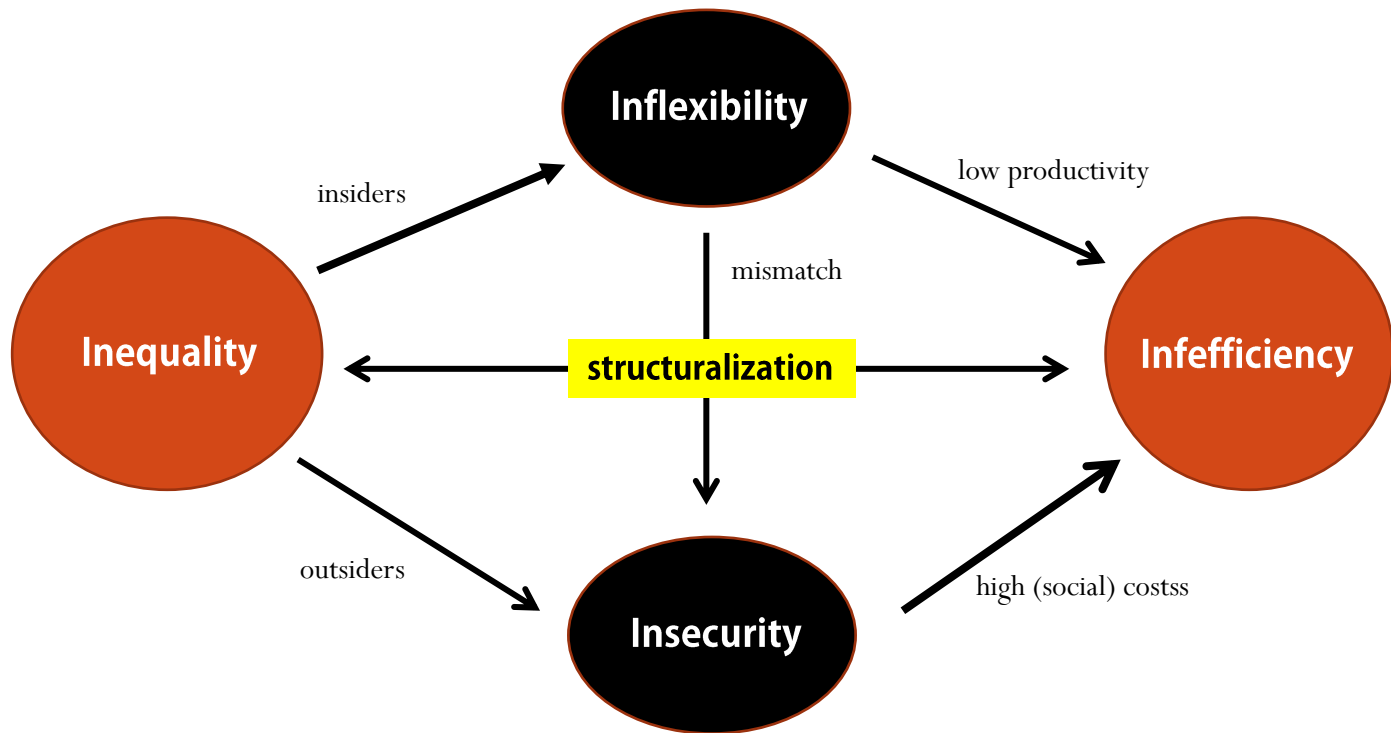 Inflexibility
low productivity
insiders
mismatch
Inequality
structuralization
Infefficiency
outsiders
high (social) costss
Insecurity